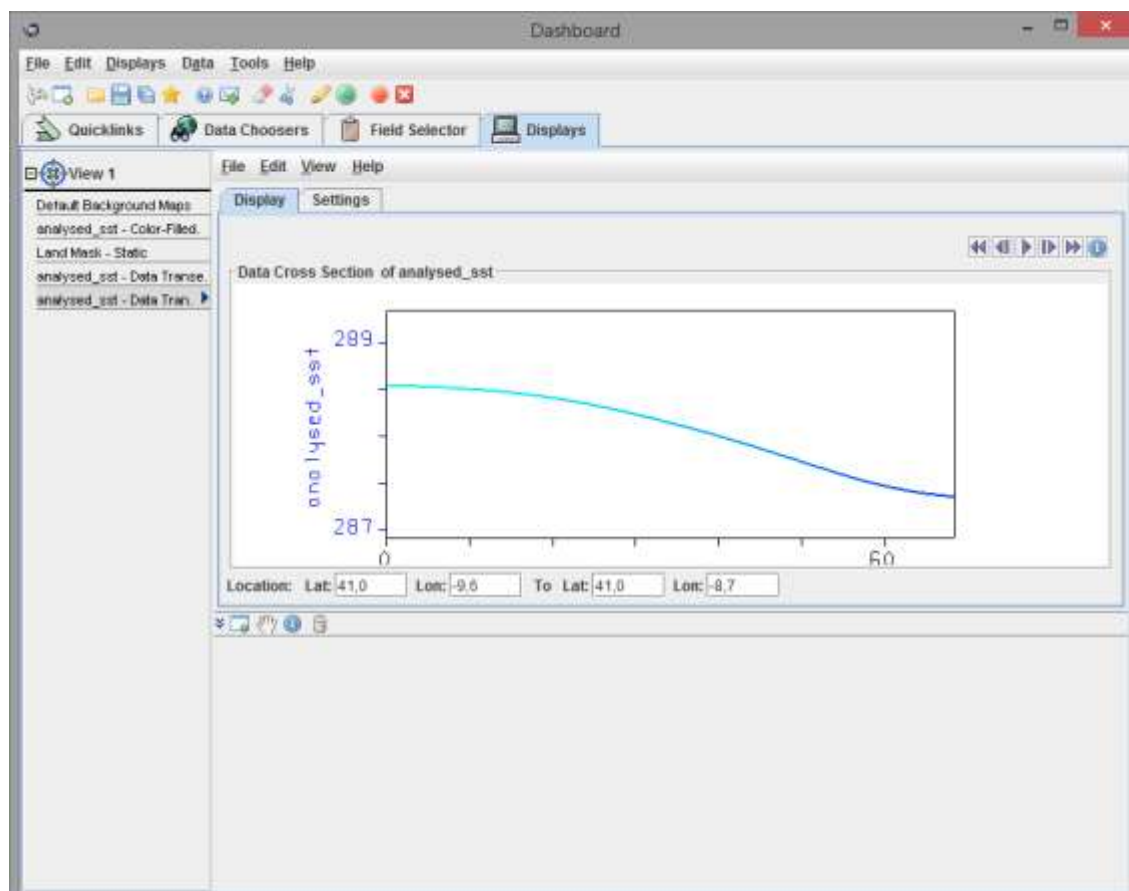 Dashboard
File Edit Displays Data Tools Help
Quicklinks Data Choosers Field Selector Displays
View 1
File Edit View Help
Default Background Maps
Display Settings
analysed_sst - Color-Filled.
Land Mask - Static
analysed_sst - Data Transe.
analysed_sst - Data Tran.
Data Cross Section of analysed_sst
289
analysed_sst
287
0 60
Location: Lat: 41,0 Lon: -9,6 To Lat: 41,0 Lon: -8,7